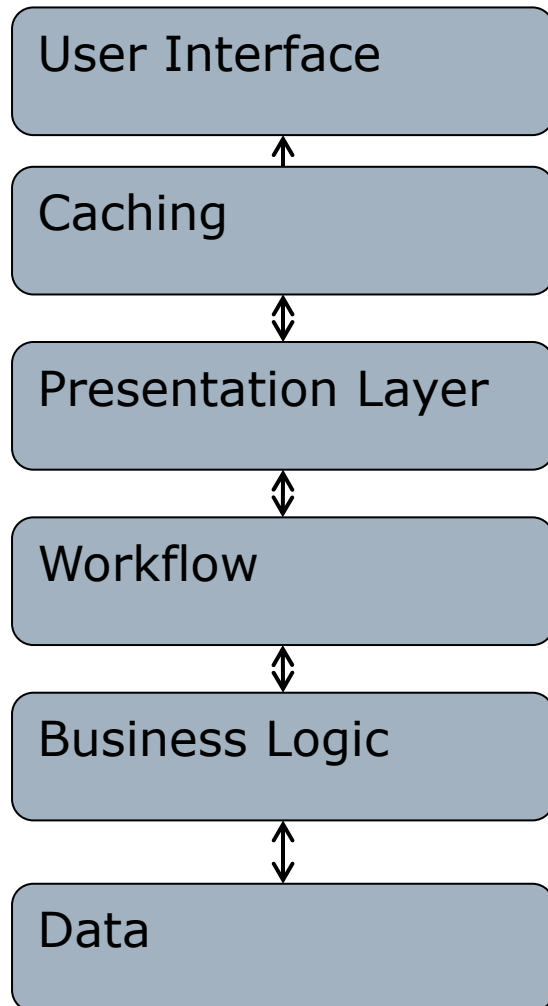 User Interface
Caching
Presentation Layer
Workflow
Business Logic
Data